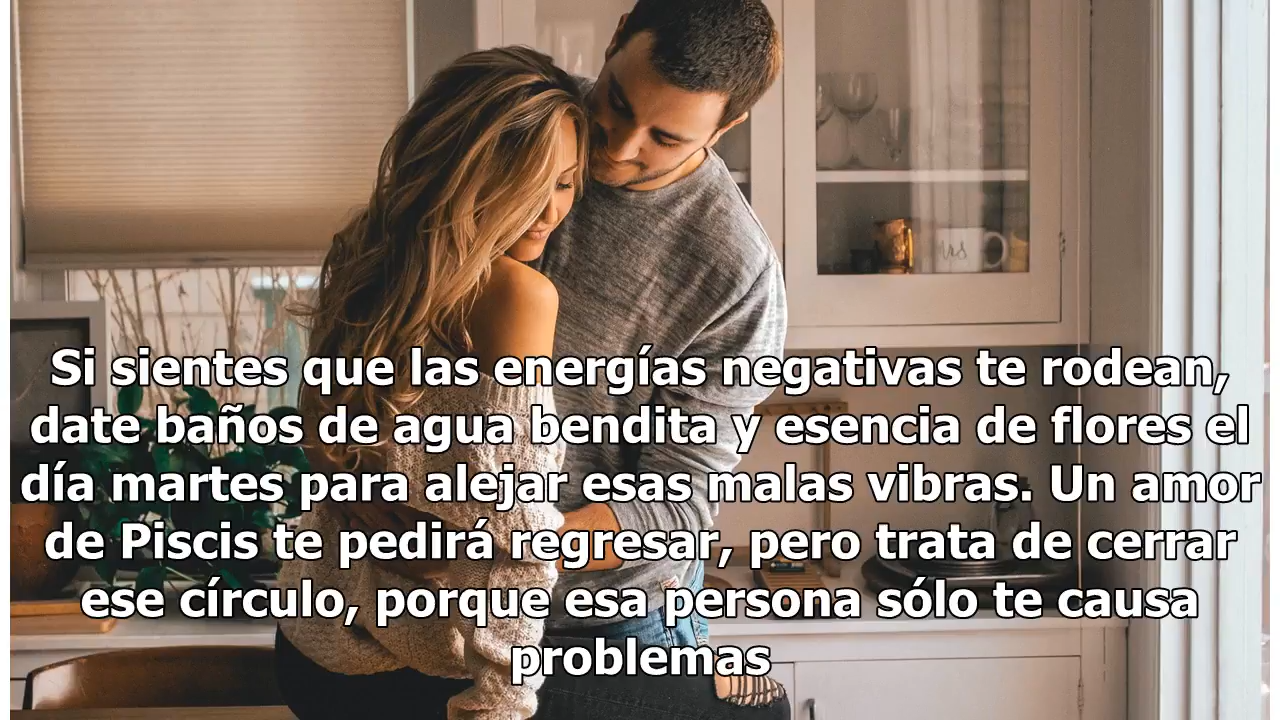 Si sientes que las energías negativas te rodean,
date baños de agua bendita y esencia de flores el
día martes para alejar esas malas vibras. Un amor
de Piscis te pedirá regresar, pero trata de cerrar
ese círculo, porque esa persona sólo te causa
problemas